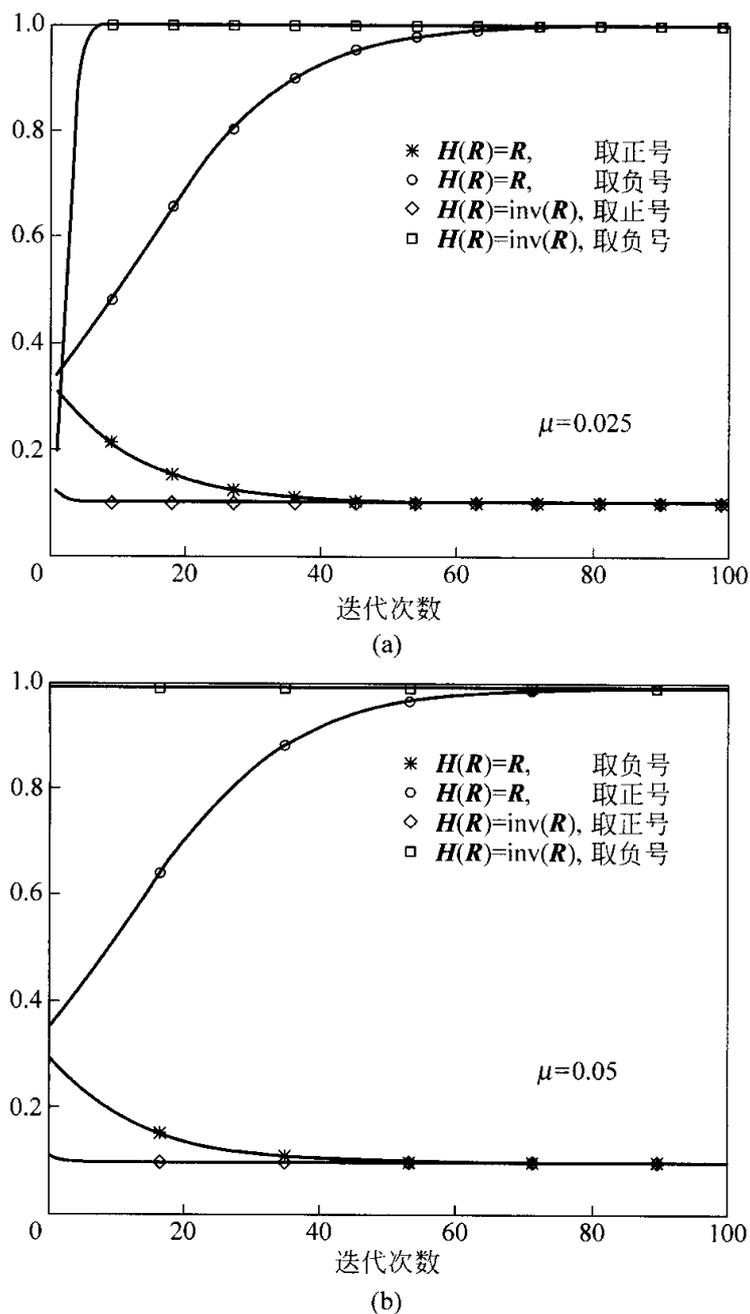 1.0
0.8
0.6
0.4
0.2
H(R)=R, 取正号
H(R)=R, 取负号
H(R)=inv(R), 取正号
H(R)=inv(R), 取负号
μ=0.025
0 20 40 60 80 100
迭代次数
(a)
1.0
0.8
0.6
0.4
0.2
H(R)=R, 取负号
H(R)=R, 取正号
H(R)=inv(R), 取正号
H(R)=inv(R), 取负号
μ=0.05
0 20 40 60 80 100
迭代次数
(b)